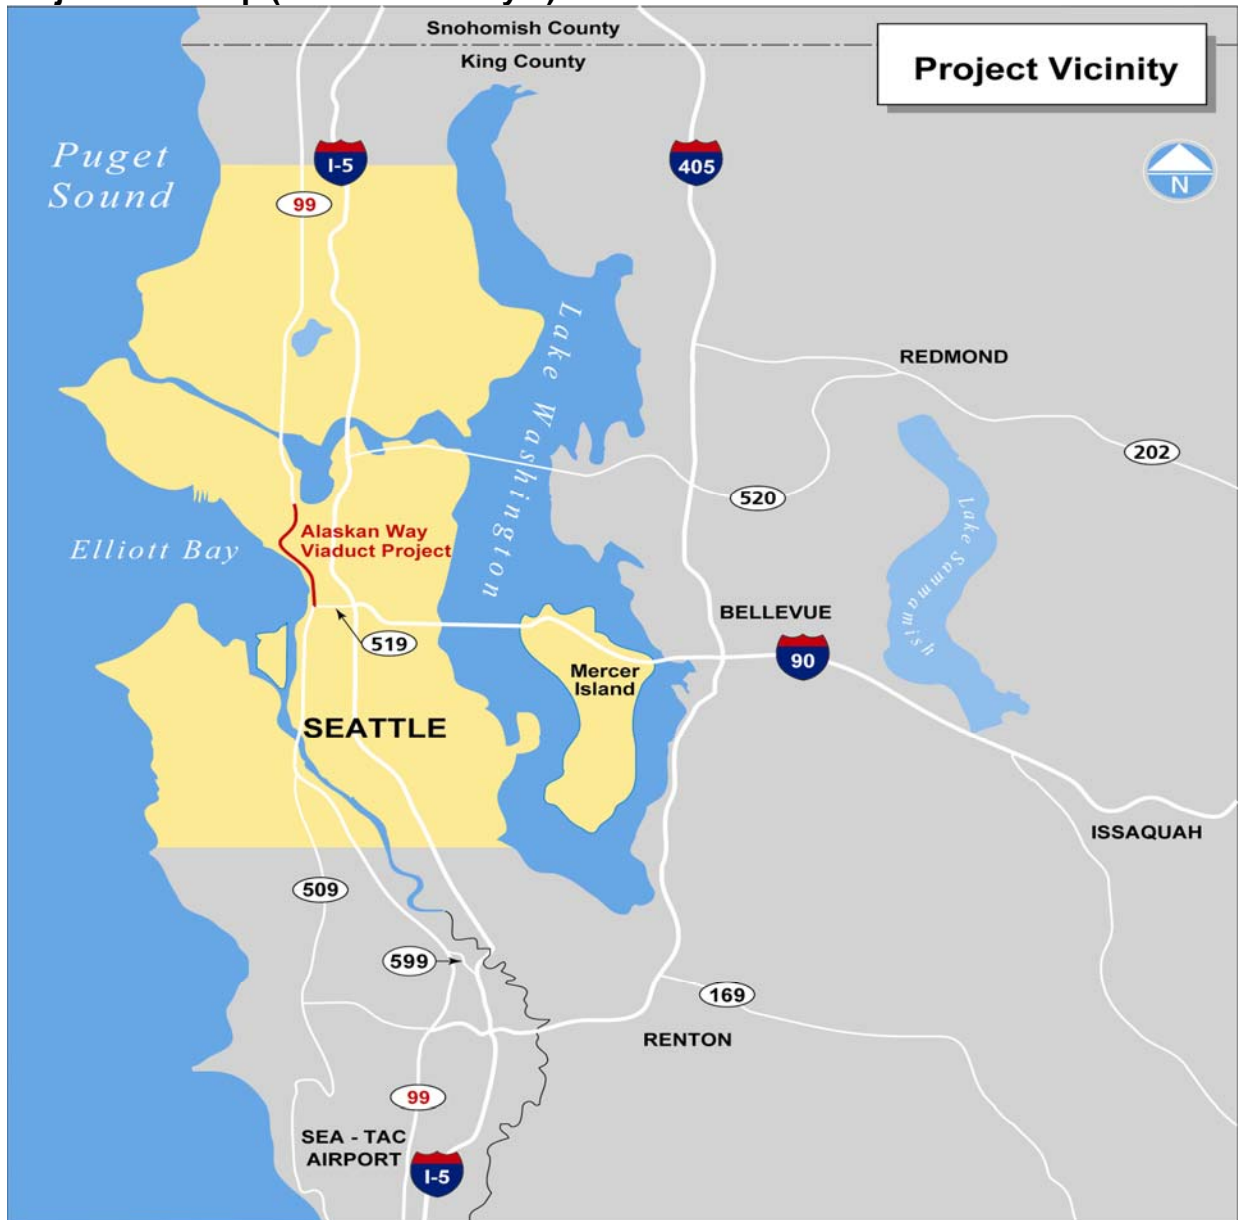 Snohomish County
King County
Project Vicinity
Puget
Sound
I-5
405
N
99
Lake Washington
REDMOND
202
520
Alaskan Way
Viaduct Project
Elliott Bay
Lake Sammamish
BELLEVUE
519
90
Mercer
Island
SEATTLE
ISSAQUAH
509
599
169
RENTON
99
SEA - TAC
AIRPORT
I-5